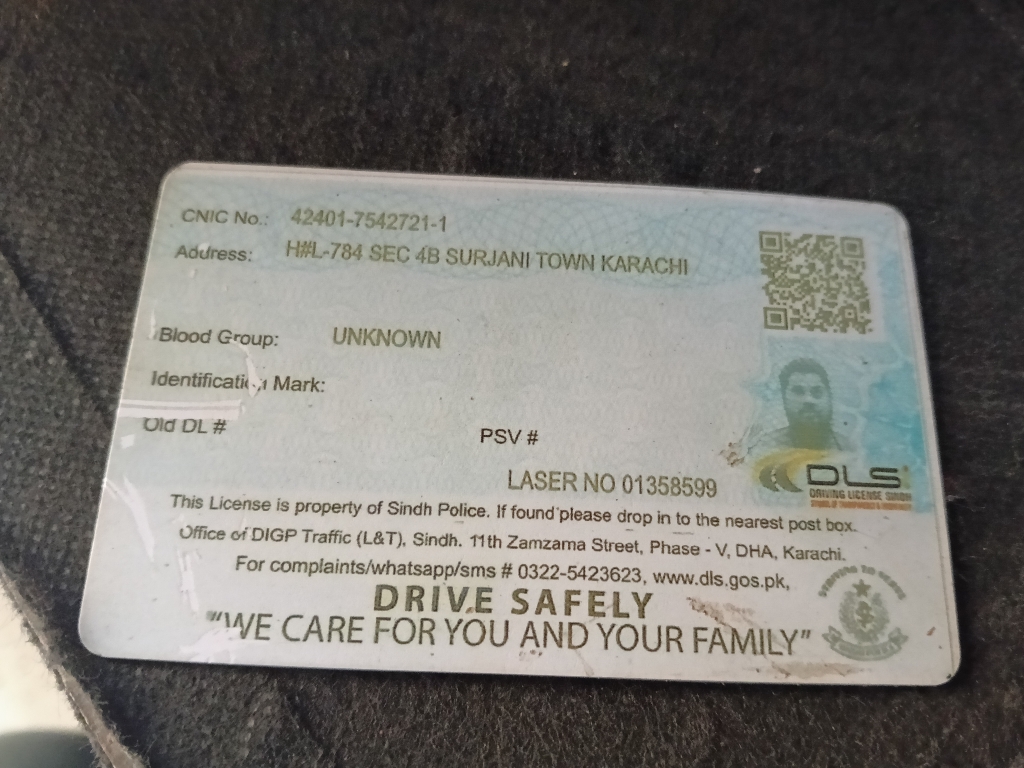 CNIC No.: 42401-7542721-1
Address: H#L-784 SEC 4B SURJANI TOWN KARACHI
Blood Group: UNKNOWN
Identification Mark:
Old DL #
PSV #
LASER NO 01358599
DLS
DRIVING LICENSE SINDH
This License is property of Sindh Police. If found please drop in to the nearest post box.
Office of DIGP Traffic (L&T), Sindh. 11th Zamzama Street, Phase - V, DHA, Karachi.
For complaints/whatsapp/sms # 0322-5423623, www.dls.gos.pk,
DRIVE SAFELY
"WE CARE FOR YOU AND YOUR FAMILY"